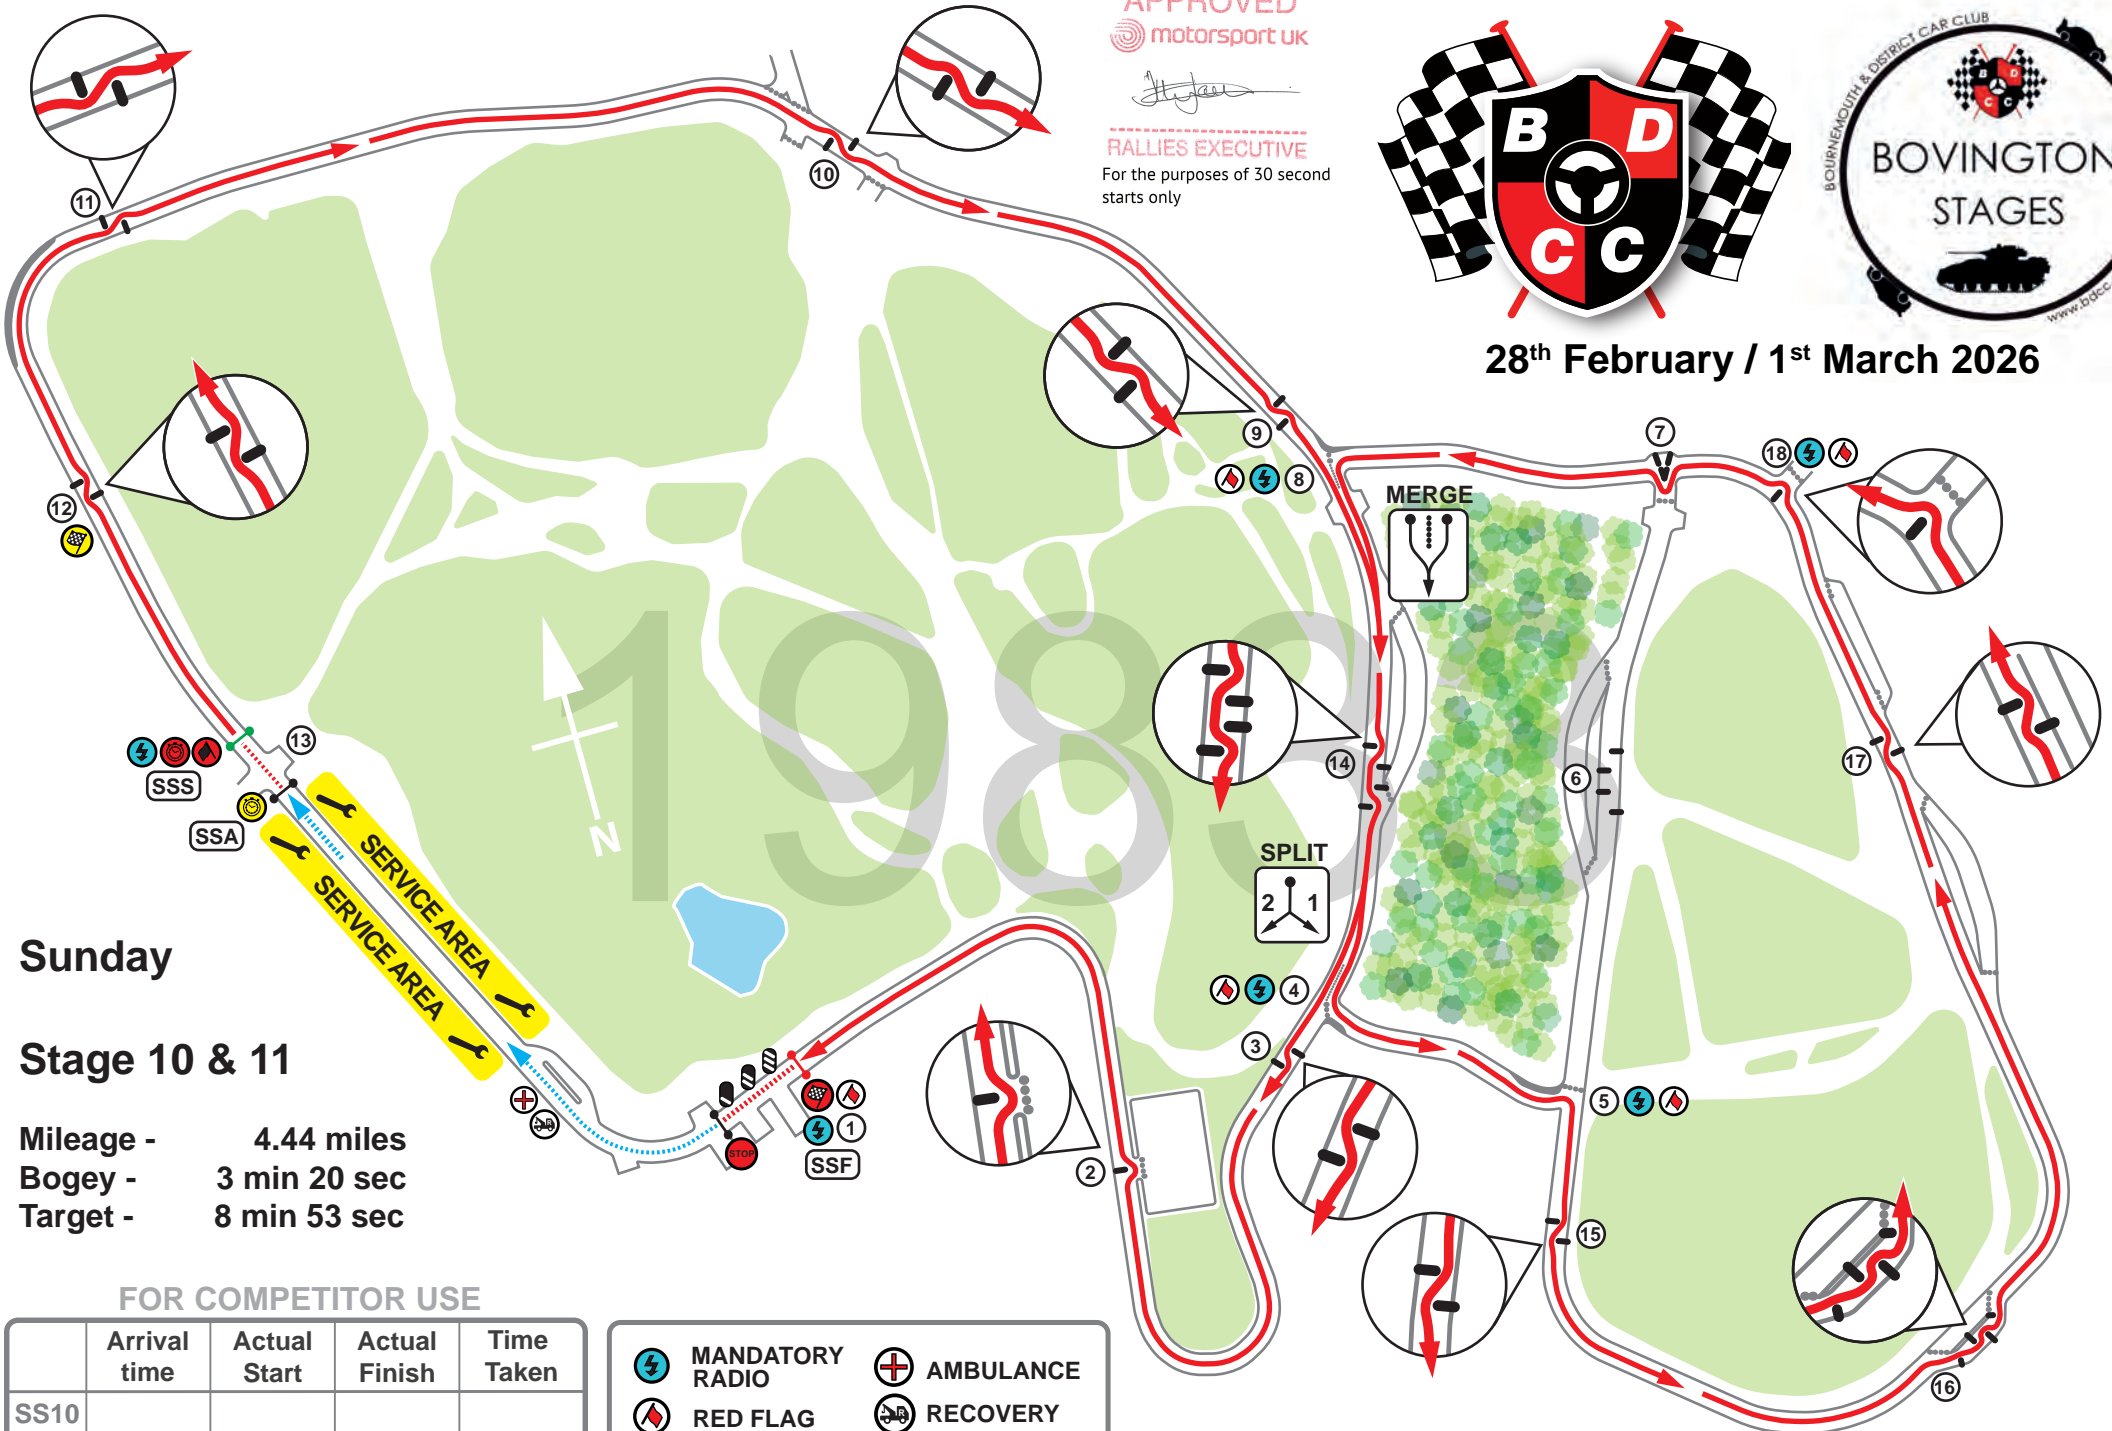 APPROVED
motorsport UK
RALLIES EXECUTIVE
For the purposes of 30 second
starts only
B D
C C
BOURNEMOUTH & DISTRICT CAR CLUB
BOVINGTON
STAGES
www.bdcc.
28th February / 1st March 2026
11
10
9
8
7
18
12
MERGE
1983
13
SSS
SSA
14
6
17
SERVICE AREA
SERVICE AREA
N
SPLIT
2 1
4
3
5
2
1
SSF
STOP
15
16
Sunday
Stage 10 & 11
Mileage - 4.44 miles
Bogey - 3 min 20 sec
Target - 8 min 53 sec
FOR COMPETITOR USE
Arrival time
Actual Start
Actual Finish
Time Taken
SS10
MANDATORY RADIO
AMBULANCE
RED FLAG
RECOVERY